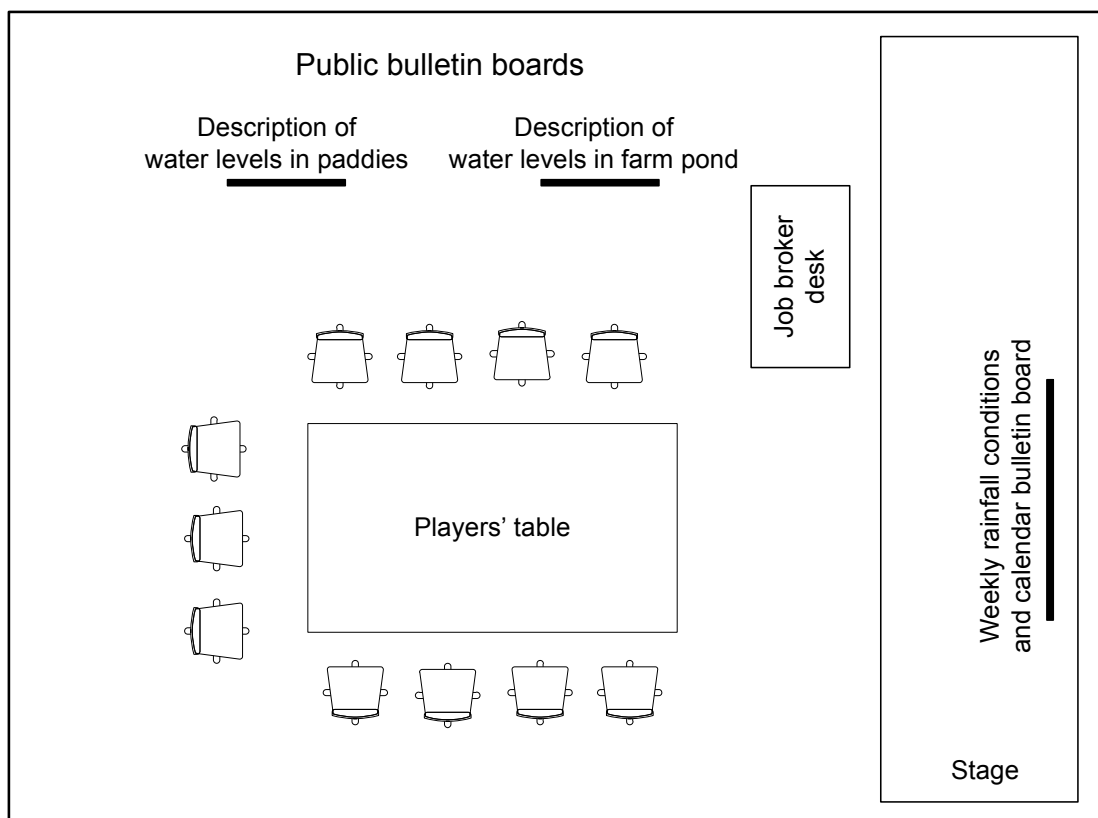 Public bulletin boards
Description of
water levels in paddies
Description of
water levels in farm pond
Job broker
desk
Players’ table
Weekly rainfall conditions
and calendar bulletin board
Stage